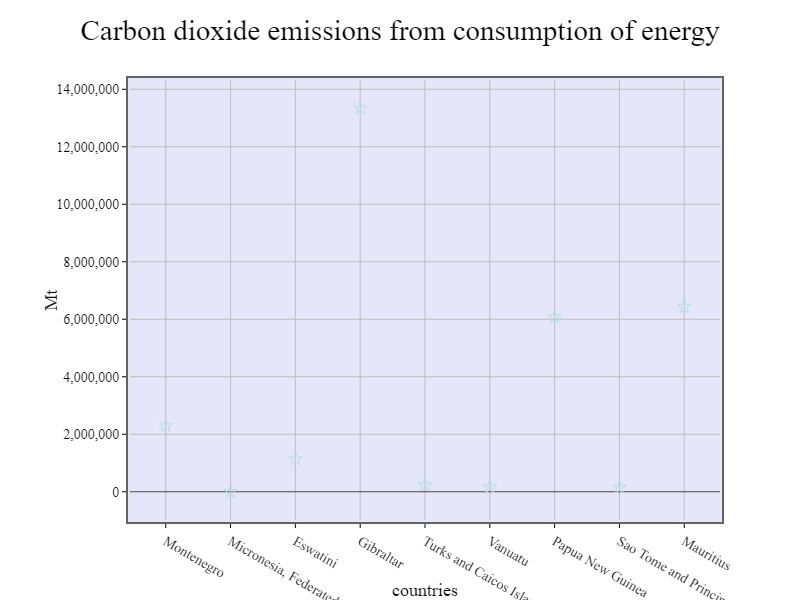 Carbon dioxide emissions from consumption of energy
14,000,000
12,000,000
10,000,000
8,000,000
6,000,000
4,000,000
2,000,000
0
Mt
Montenegro
Micronesia, Federated
Eswatini
Gibraltar
Turks and Caicos
Vanuatu
Papua New Guinea
Sao Tome and
Mauritius
countries